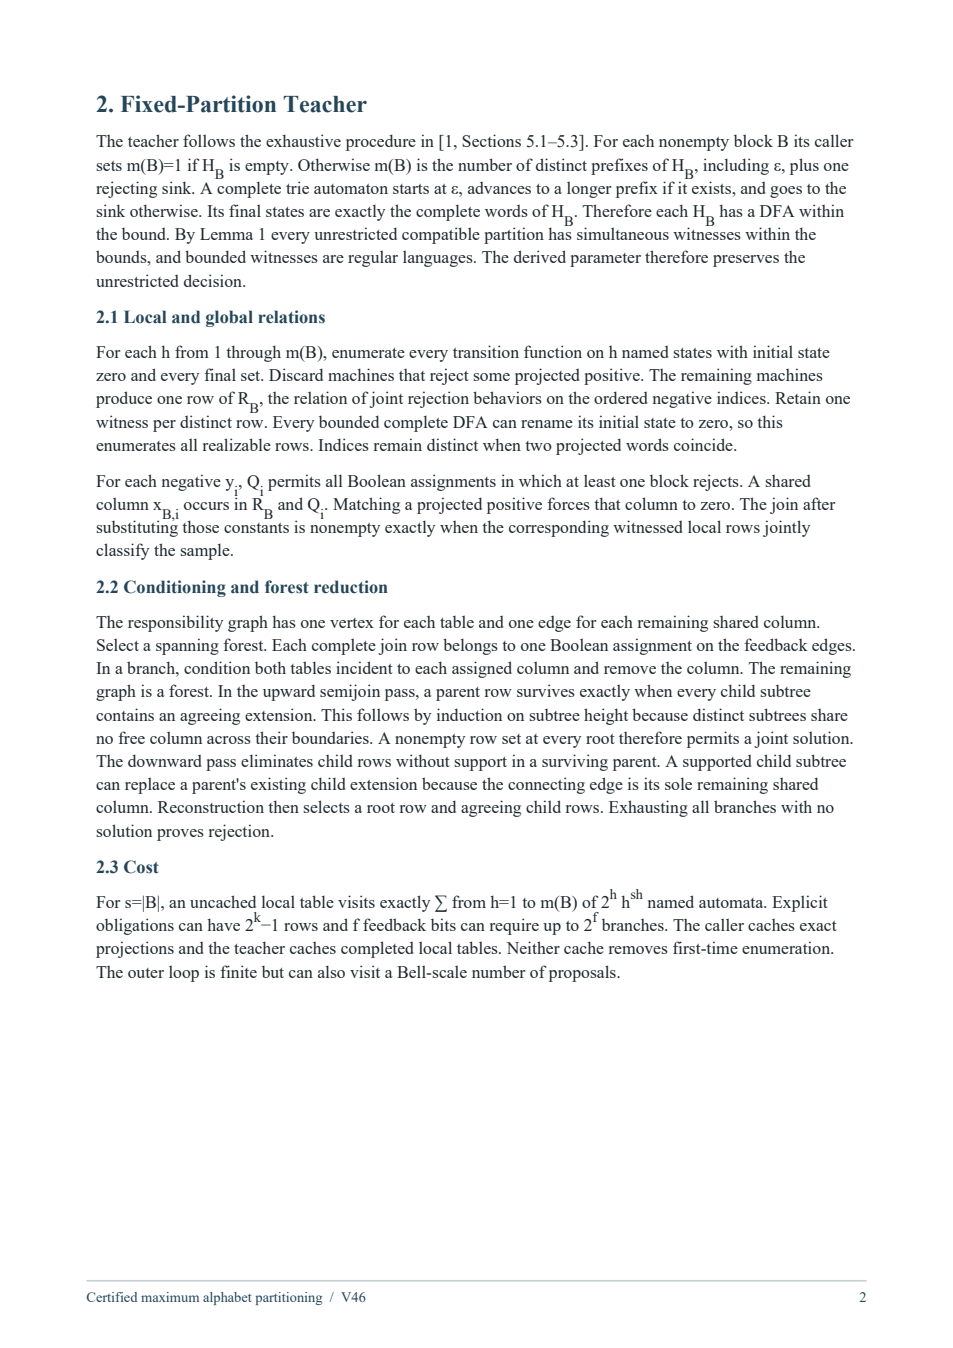 2. Fixed-Partition Teacher
The teacher follows the exhaustive procedure in [1, Sections 5.1–5.3]. For each nonempty block B its caller
sets m(B)=1 if H_B is empty. Otherwise m(B) is the number of distinct prefixes of H_B, including ε, plus one
rejecting sink. A complete trie automaton starts at ε, advances to a longer prefix if it exists, and goes to the
sink otherwise. Its final states are exactly the complete words of H_B. Therefore each H_B has a DFA within
the bound. By Lemma 1 every unrestricted compatible partition has simultaneous witnesses within the
bounds, and bounded witnesses are regular languages. The derived parameter therefore preserves the
unrestricted decision.
2.1 Local and global relations
For each h from 1 through m(B), enumerate every transition function on h named states with initial state
zero and every final set. Discard machines that reject some projected positive. The remaining machines
produce one row of R_B, the relation of joint rejection behaviors on the ordered negative indices. Retain one
witness per distinct row. Every bounded complete DFA can rename its initial state to zero, so this
enumerates all realizable rows. Indices remain distinct when two projected words coincide.
For each negative y_i, Q_i permits all Boolean assignments in which at least one block rejects. A shared
column x_B,i occurs in R_B and Q_i. Matching a projected positive forces that column to zero. The join after
substituting those constants is nonempty exactly when the corresponding witnessed local rows jointly
classify the sample.
2.2 Conditioning and forest reduction
The responsibility graph has one vertex for each table and one edge for each remaining shared column.
Select a spanning forest. Each complete join row belongs to one Boolean assignment on the feedback edges.
In a branch, condition both tables incident to each assigned column and remove the column. The remaining
graph is a forest. In the upward semijoin pass, a parent row survives exactly when every child subtree
contains an agreeing extension. This follows by induction on subtree height because distinct subtrees share
no free column across their boundaries. A nonempty row set at every root therefore permits a joint solution.
The downward pass eliminates child rows without support in a surviving parent. A supported child subtree
can replace a parent's existing child extension because the connecting edge is its sole remaining shared
column. Reconstruction then selects a root row and agreeing child rows. Exhausting all branches with no
solution proves rejection.
2.3 Cost
For s=|B|, an uncached local table visits exactly ∑ from h=1 to m(B) of 2^h h^sh named automata. Explicit
obligations can have 2^k−1 rows and f feedback bits can require up to 2^f branches. The caller caches exact
projections and the teacher caches completed local tables. Neither cache removes first-time enumeration.
The outer loop is finite but can also visit a Bell-scale number of proposals.
Certified maximum alphabet partitioning / V46
2